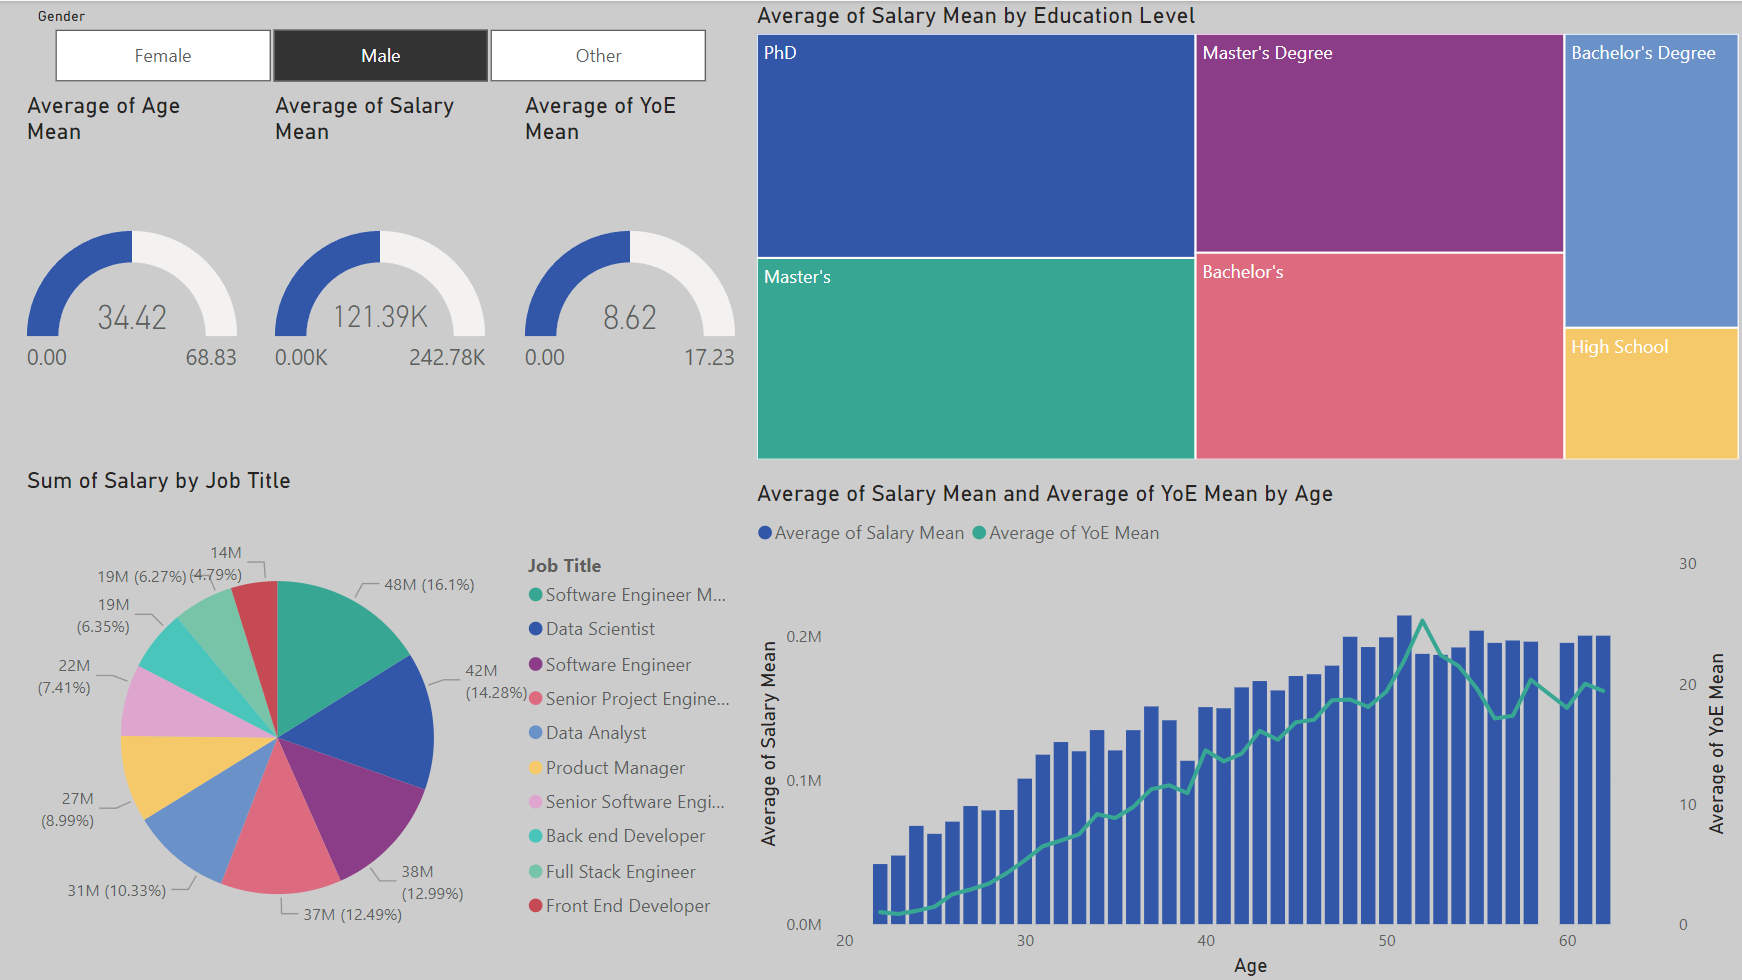 Gender
Female
Male
Other
Average of Age
Mean
Average of Salary
Mean
Average of YoE
Mean
34.42
0.00
68.83
121.39K
0.00K
242.78K
8.62
0.00
17.23
Average of Salary Mean by Education Level
PhD
Master's Degree
Bachelor's Degree
Master's
Bachelor's
High School
Sum of Salary by Job Title
48M (16.1%)
42M
(14.28%)
38M
(12.99%)
37M (12.49%)
31M (10.33%)
27M
(8.99%)
22M
(7.41%)
19M
(6.35%)
19M (6.27%)
14M
(4.79%)
Job Title
Software Engineer M...
Data Scientist
Software Engineer
Senior Project Engine...
Data Analyst
Product Manager
Senior Software Engi...
Back end Developer
Full Stack Engineer
Front End Developer
Average of Salary Mean and Average of YoE Mean by Age
Average of Salary Mean
Average of YoE Mean
Average of Salary Mean
0.2M
0.1M
0.0M
20
30
40
50
60
Age
30
20
10
0
Average of YoE Mean